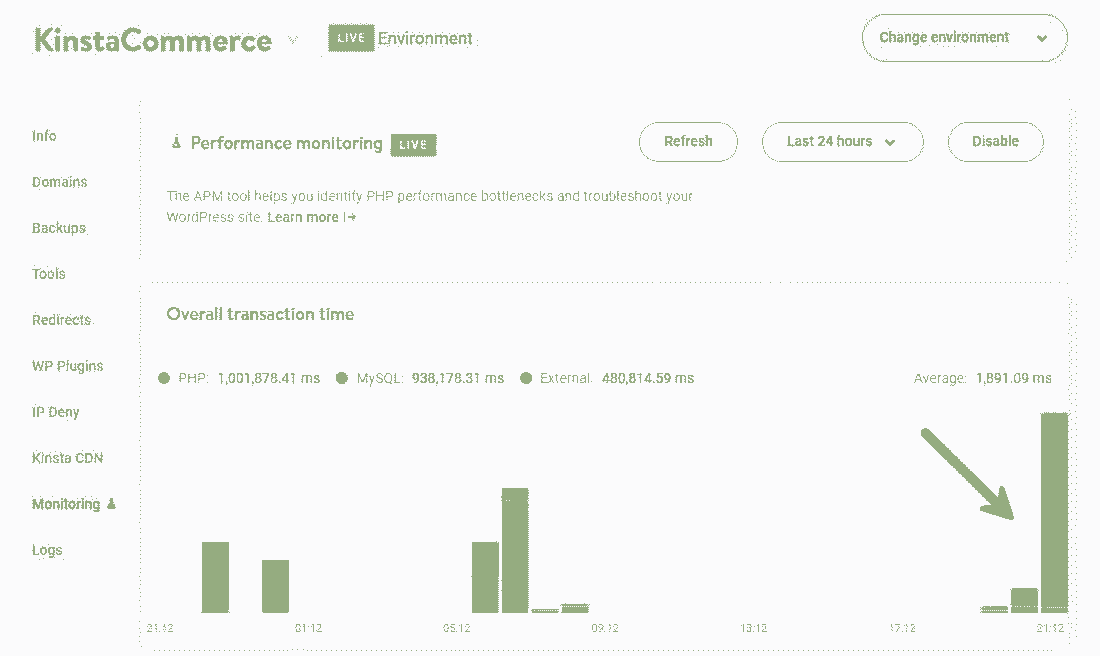 KinstaCommerce LIVE Environment Change environment
Info
Domains
Backups
Tools
Redirects
WP Plugins
IP Deny
Kinsta CDN
Monitoring
Logs
Performance monitoring LIVE Refresh Last 24 hours Disable
The APM tool helps you identify PHP performance bottlenecks and troubleshoot your
WordPress site. Learn more
Overall transaction time
PHP: 1,001,878.41 ms MySQL: 938,178.31 ms External: 480,814.59 ms Average: 1,891.09 ms
21:12 01:12 05:12 09:12 13:12 17:12 21:12